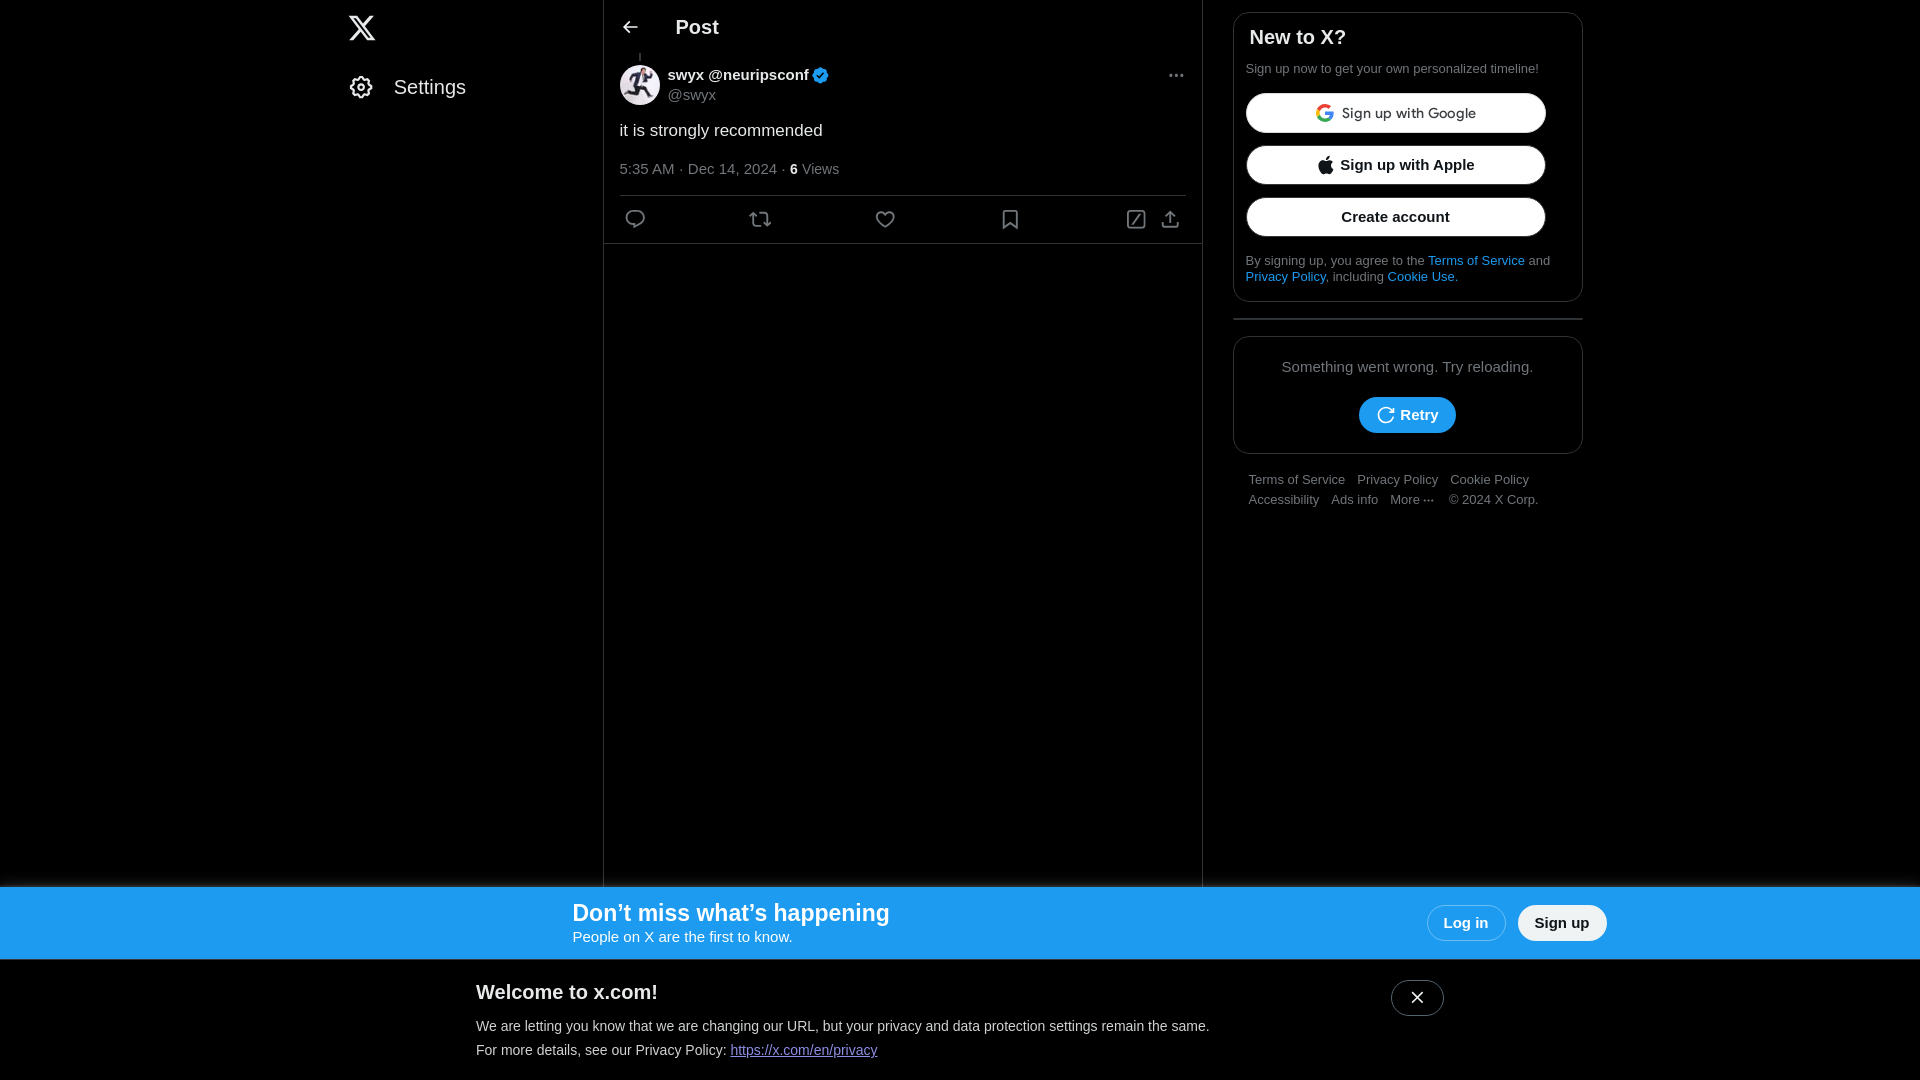 Settings
Post
swyx @neuripsconf
@swyx
it is strongly recommended
5:35 AM · Dec 14, 2024 · 6 Views
New to X?
Sign up now to get your own personalized timeline!
Sign up with Google
Sign up with Apple
Create account
By signing up, you agree to the Terms of Service and
Privacy Policy, including Cookie Use.
Something went wrong. Try reloading.
Retry
Terms of Service Privacy Policy Cookie Policy
Accessibility Ads info More ··· © 2024 X Corp.
Don’t miss what’s happening
People on X are the first to know.
Log in
Sign up
Welcome to x.com!
We are letting you know that we are changing our URL, but your privacy and data protection settings remain the same.
For more details, see our Privacy Policy: https://x.com/en/privacy